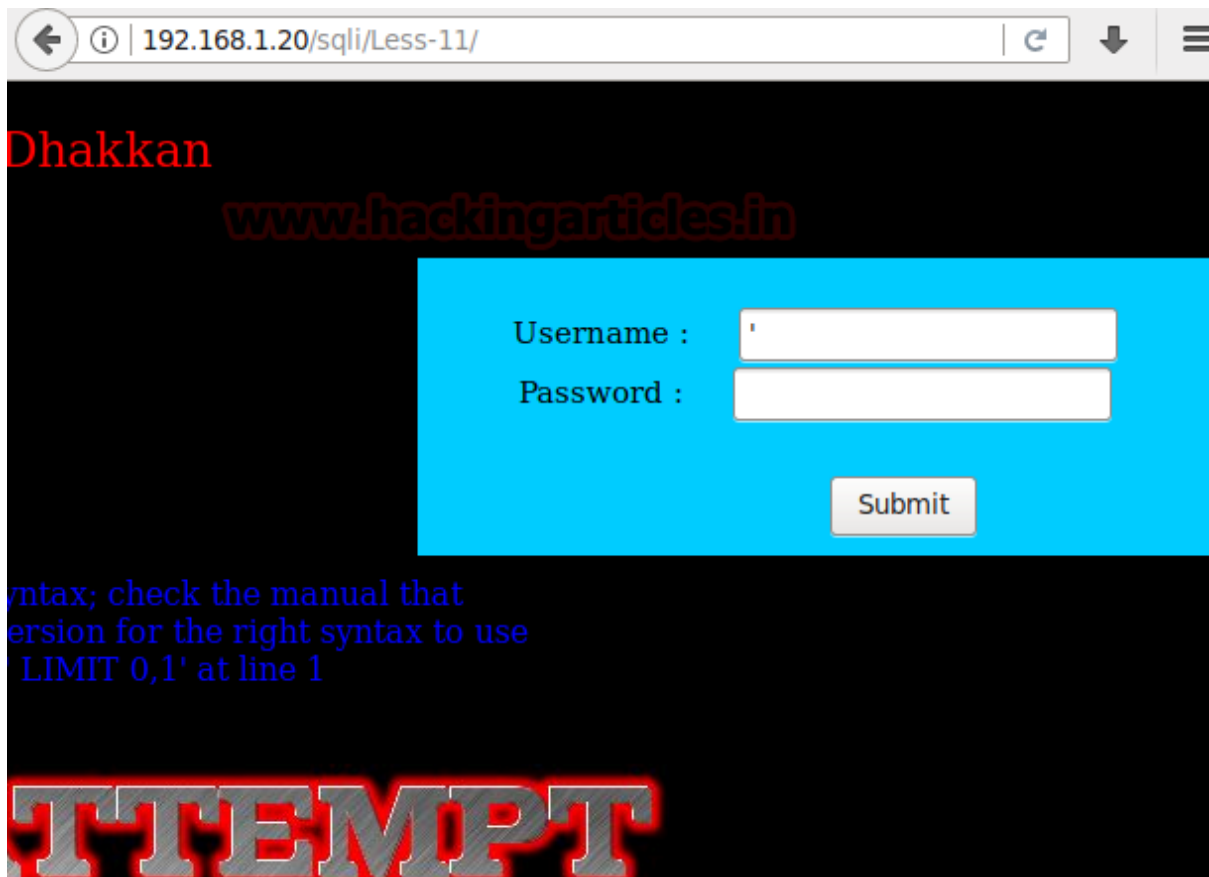 192.168.1.20/sqli/Less-11/
Dhakkan
www.hackingarticles.in
Username : '
Password :
Submit
yntax; check the manual that
ersion for the right syntax to use
' LIMIT 0,1' at line 1
TTEMPT